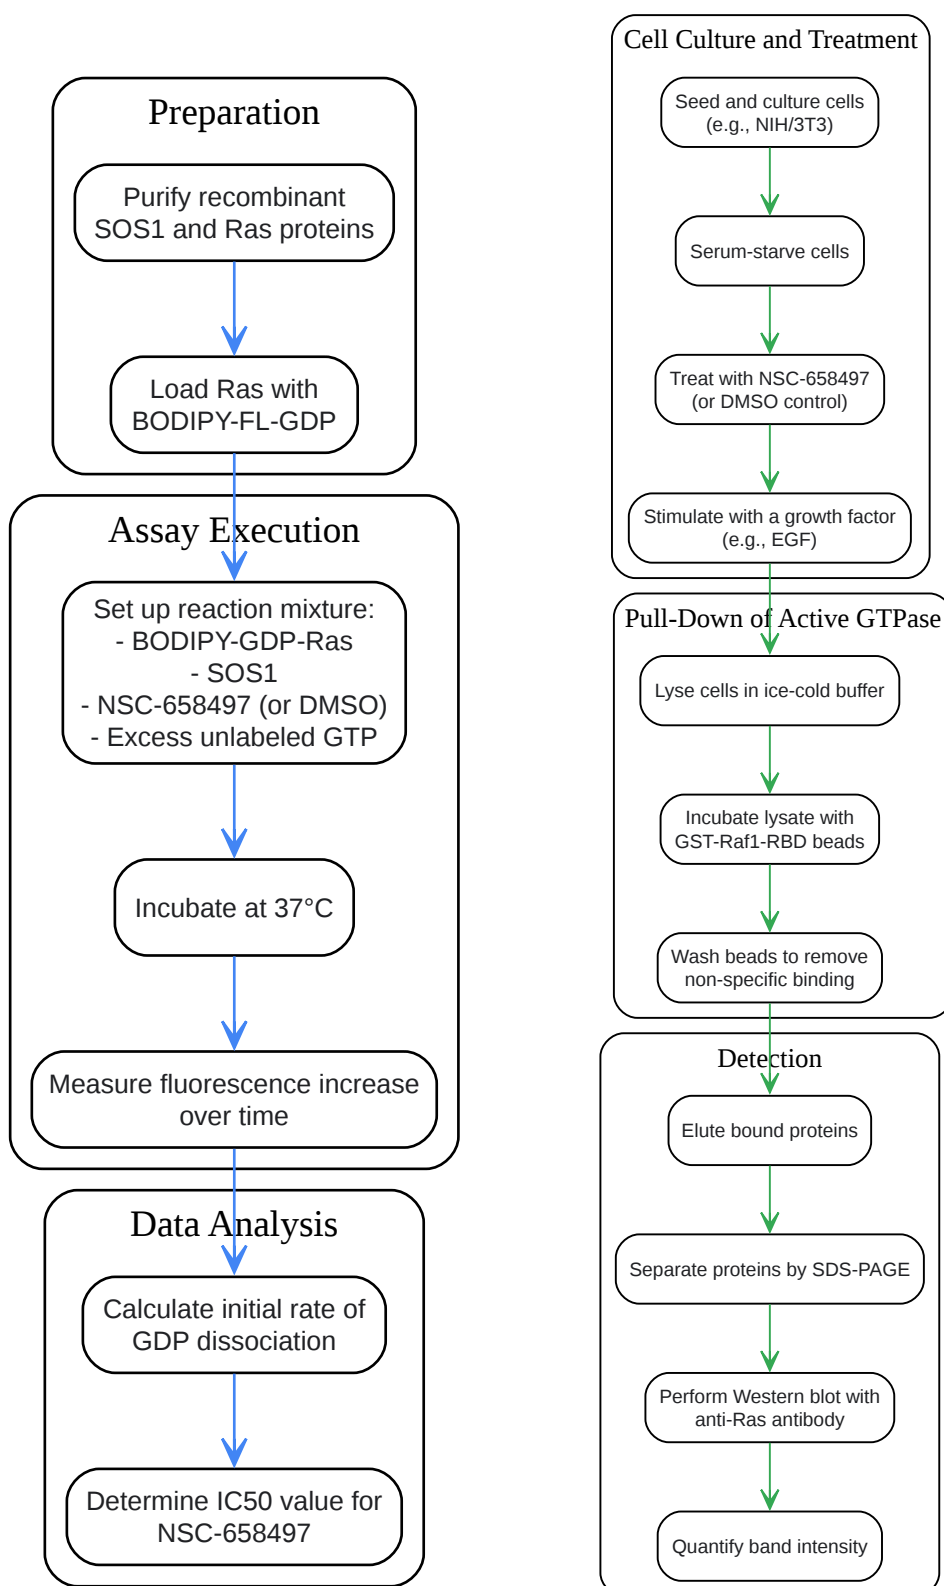 Preparation
Purify recombinant
SOS1 and Ras proteins
Load Ras with
BODIPY-FL-GDP
Assay Execution
Set up reaction mixture:
- BODIPY-GDP-Ras
- SOS1
- NSC-658497 (or DMSO)
- Excess unlabeled GTP
Incubate at 37°C
Measure fluorescence increase
over time
Data Analysis
Calculate initial rate of
GDP dissociation
Determine IC50 value for
NSC-658497
Cell Culture and Treatment
Seed and culture cells
(e.g., NIH/3T3)
Serum-starve cells
Treat with NSC-658497
(or DMSO control)
Stimulate with a growth factor
(e.g., EGF)
Pull-Down of Active GTPase
Lyse cells in ice-cold buffer
Incubate lysate with
GST-Raf1-RBD beads
Wash beads to remove
non-specific binding
Detection
Elute bound proteins
Separate proteins by SDS-PAGE
Perform Western blot with
anti-Ras antibody
Quantify band intensity